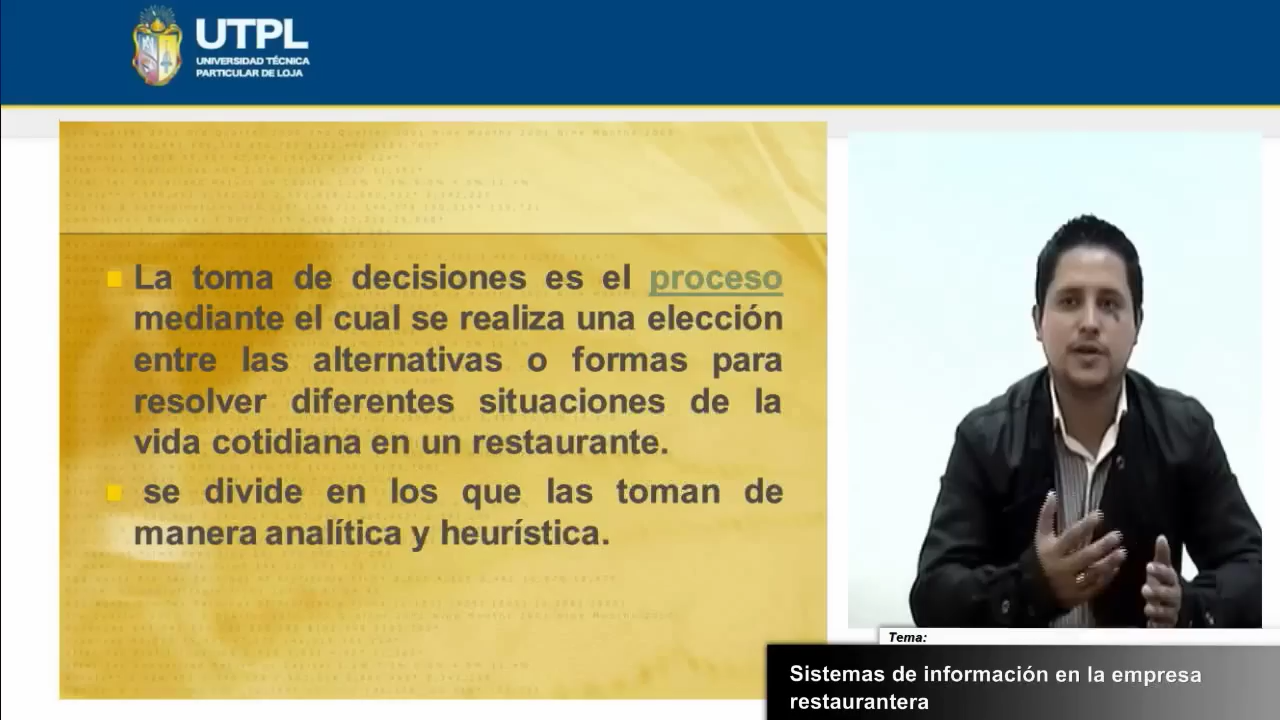 UTPL
UNIVERSIDAD TÉCNICA
PARTICULAR DE LOJA
La toma de decisiones es el proceso
mediante el cual se realiza una elección
entre las alternativas o formas para
resolver diferentes situaciones de la
vida cotidiana en un restaurante.
se divide en los que las toman de
manera analítica y heurística.
Tema:
Sistemas de información en la empresa
restaurantera